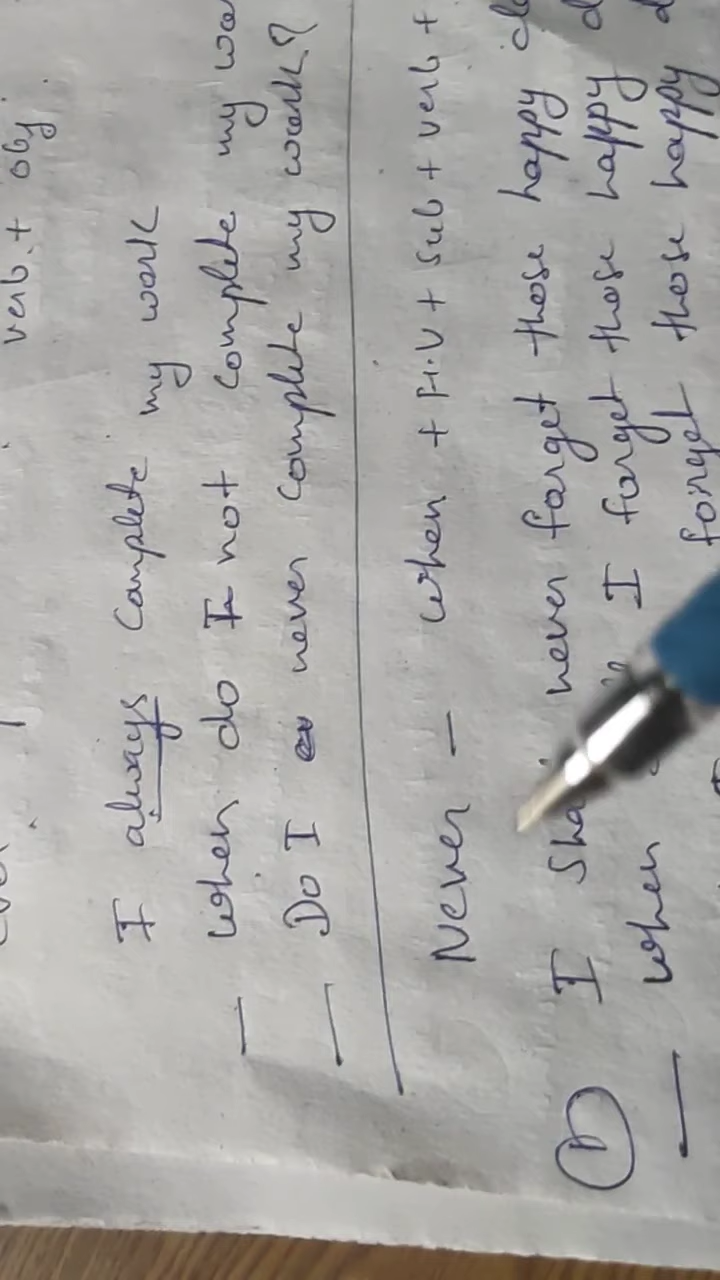 verb + obj.
I always complete my work
— when do I not complete my
— Do I never complete my work?
Never — when + H.V + sub + verb +
① I never forget those happy
— when I forget those happy
forget those happy